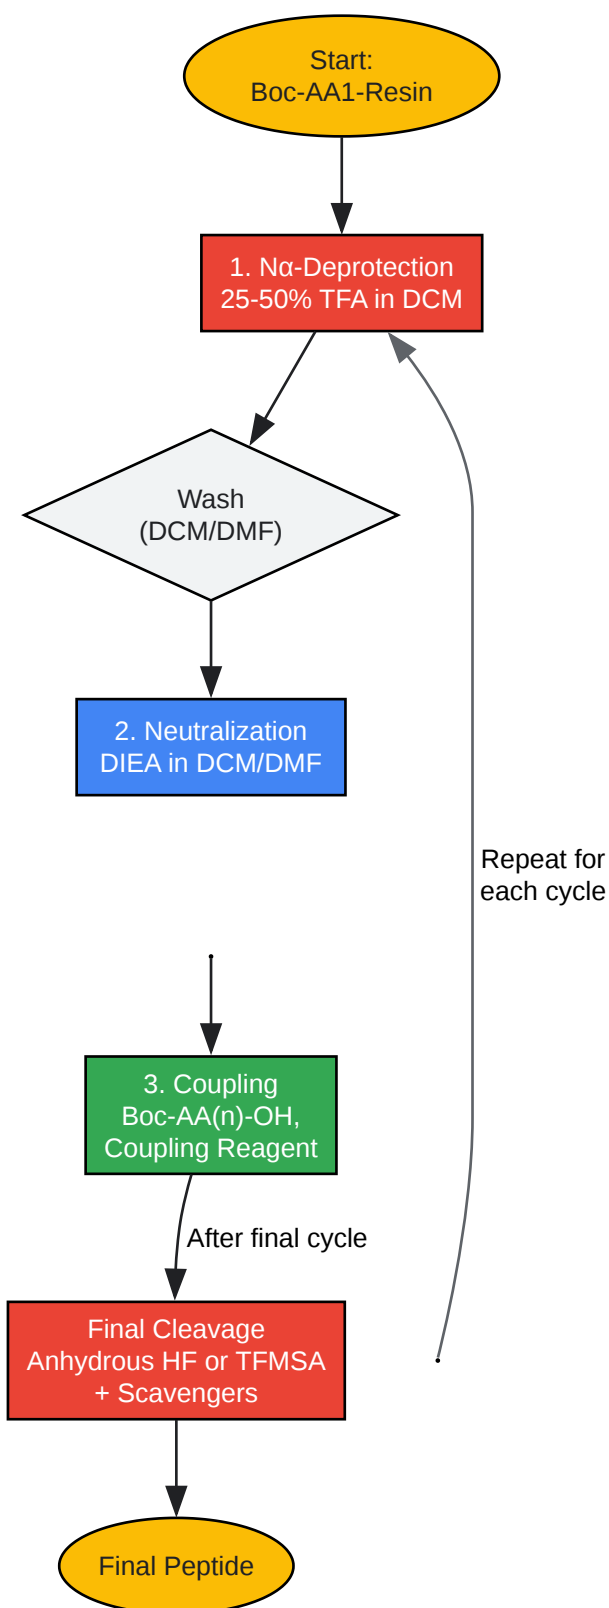 Start:
Boc-AA1-Resin
1. Nα-Deprotection
25-50% TFA in DCM
Wash
(DCM/DMF)
2. Neutralization
DIEA in DCM/DMF
Repeat for
each cycle
3. Coupling
Boc-AA(n)-OH,
Coupling Reagent
After final cycle
Final Cleavage
Anhydrous HF or TFMSA
+ Scavengers
Final Peptide